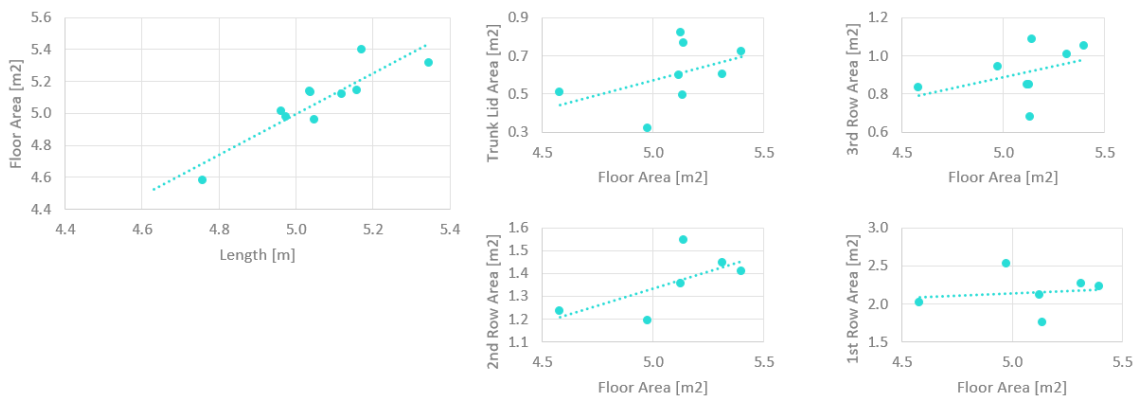 Floor Area [m2]
5.6
5.4
5.2
5.0
4.8
4.6
4.4
4.4 4.6 4.8 5.0 5.2 5.4
Length [m]
Trunk Lid Area [m2]
0.9
0.7
0.5
0.3
4.5 5.0 5.5
Floor Area [m2]
3rd Row Area [m2]
1.2
1.0
0.8
0.6
4.5 5.0 5.5
Floor Area [m2]
2nd Row Area [m2]
1.6
1.5
1.4
1.3
1.2
1.1
4.5 5.0 5.5
Floor Area [m2]
1st Row Area [m2]
3.0
2.5
2.0
1.5
4.5 5.0 5.5
Floor Area [m2]